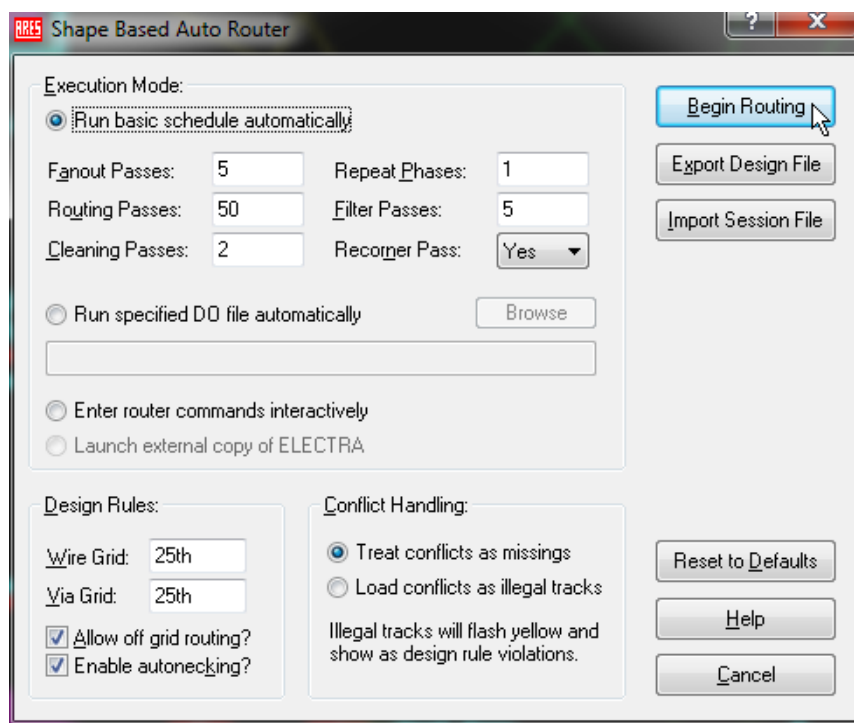 ARES Shape Based Auto Router ? X
Execution Mode:
Run basic schedule automatically
Fanout Passes: 5 Repeat Phases: 1
Routing Passes: 50 Filter Passes: 5
Cleaning Passes: 2 Recorner Pass: Yes
Run specified DO file automatically Browse
Enter router commands interactively
Launch external copy of ELECTRA
Begin Routing
Export Design File
Import Session File
Design Rules:
Wire Grid: 25th
Via Grid: 25th
Allow off grid routing?
Enable autonecking?
Conflict Handling:
Treat conflicts as missings
Load conflicts as illegal tracks
Illegal tracks will flash yellow and
show as design rule violations.
Reset to Defaults
Help
Cancel